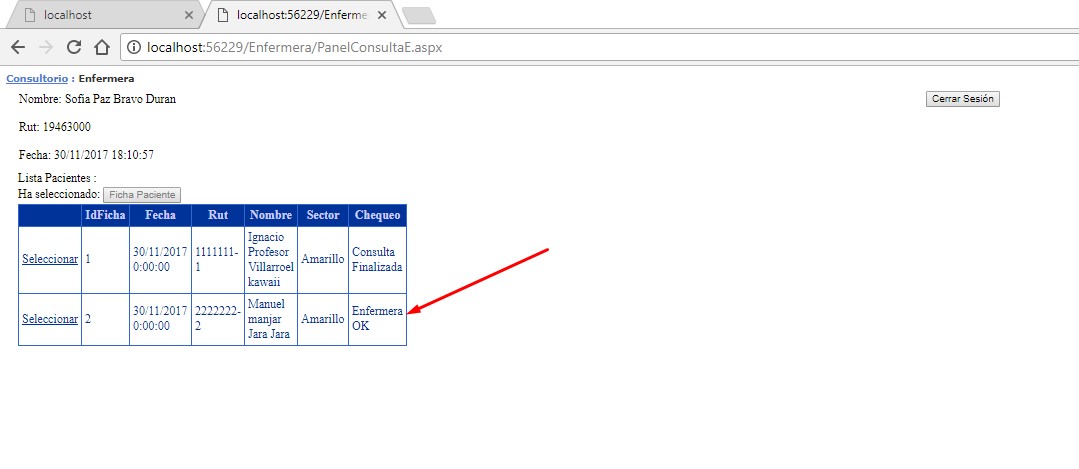 localhost
localhost:56229/Enferme
localhost:56229/Enfermera/PanelConsultaE.aspx
Consultorio : Enfermera
Nombre: Sofia Paz Bravo Duran
Cerrar Sesión
Rut: 19463000
Fecha: 30/11/2017 18:10:57
Lista Pacientes :
Ha seleccionado: Ficha Paciente
IdFicha Fecha Rut Nombre Sector Chequeo
Seleccionar 1 30/11/2017 0:00:00 1111111-1 Ignacio Profesor Villarroel kawaii Amarillo Consulta Finalizada
Seleccionar 2 30/11/2017 0:00:00 2222222-2 Manuel manjar Jara Jara Amarillo Enfermera OK